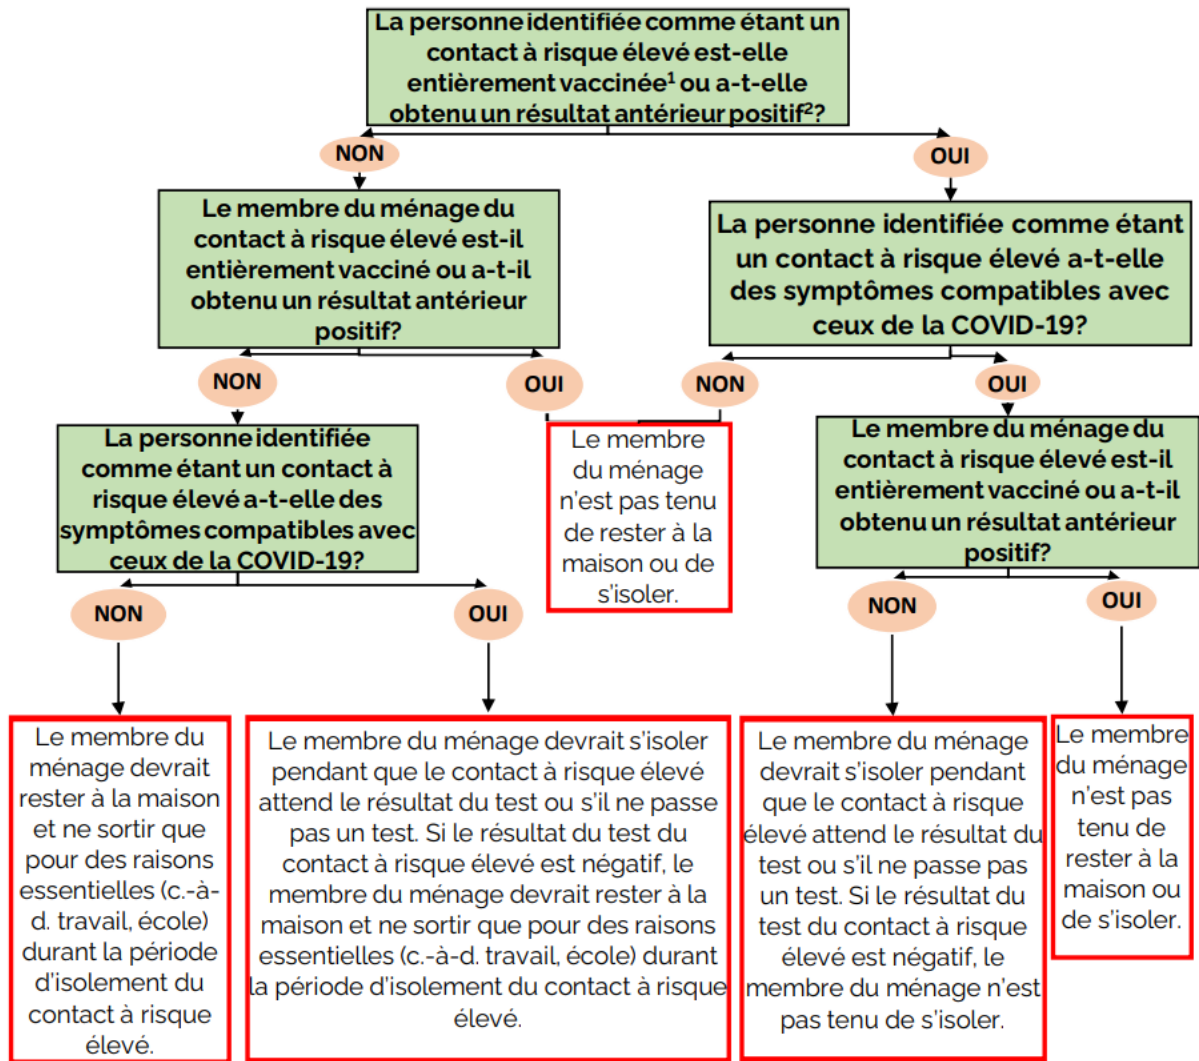 La personne identifiée comme étant un
contact à risque élevé est-elle
entièrement vaccinée¹ ou a-t-elle
obtenu un résultat antérieur positif²?
NON
OUI
Le membre du ménage du
contact à risque élevé est-il
entièrement vacciné ou a-t-il
obtenu un résultat antérieur
positif?
La personne identifiée comme étant
un contact à risque élevé a-t-elle
des symptômes compatibles avec
ceux de la COVID-19?
NON
OUI
NON
OUI
La personne identifiée
comme étant un contact à
risque élevé a-t-elle des
symptômes compatibles avec
ceux de la COVID-19?
Le membre
du ménage
n'est pas tenu
de rester à la
maison ou de
s'isoler.
Le membre du ménage du
contact à risque élevé est-il
entièrement vacciné ou a-t-il
obtenu un résultat antérieur
positif?
NON
OUI
NON
OUI
Le membre du
ménage devrait
rester à la maison
et ne sortir que
pour des raisons
essentielles (c.-à-
d. travail, école)
durant la période
d'isolement du
contact à risque
élevé.
Le membre du ménage devrait s'isoler
pendant que le contact à risque élevé
attend le résultat du test ou s'il ne passe
pas un test. Si le résultat du test du
contact à risque élevé est négatif, le
membre du ménage devrait rester à la
maison et ne sortir que pour des raisons
essentielles (c.-à-d. travail, école) durant
la période d'isolement du contact à risque
élevé.
Le membre du ménage
devrait s'isoler pendant
que le contact à risque
élevé attend le résultat du
test ou s'il ne passe pas
un test. Si le résultat du
test du contact à risque
élevé est négatif, le
membre du ménage n'est
pas tenu de s'isoler.
Le membre
du ménage
n'est pas
tenu de
rester à la
maison ou
de s'isoler.